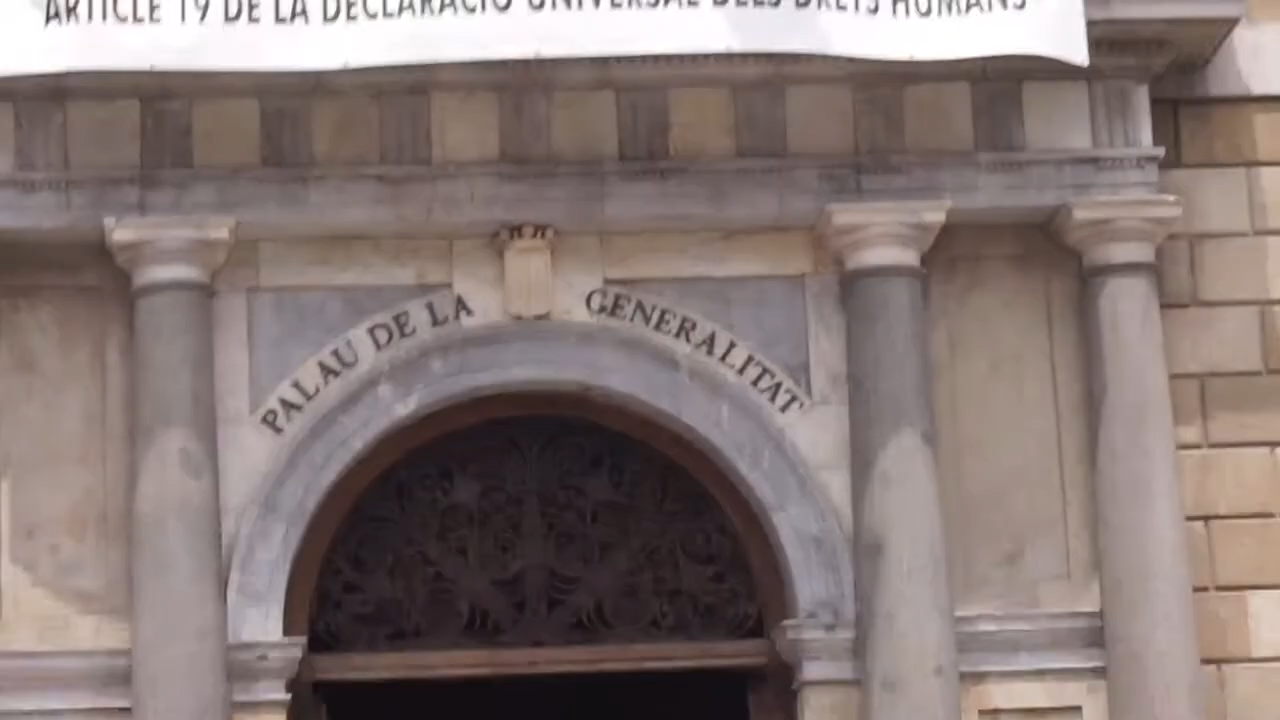 ARTICLE 19 DE LA DECLARACIÓ UNIVERSAL DELS DRETS HUMANS
PALAU DE LA GENERALITAT